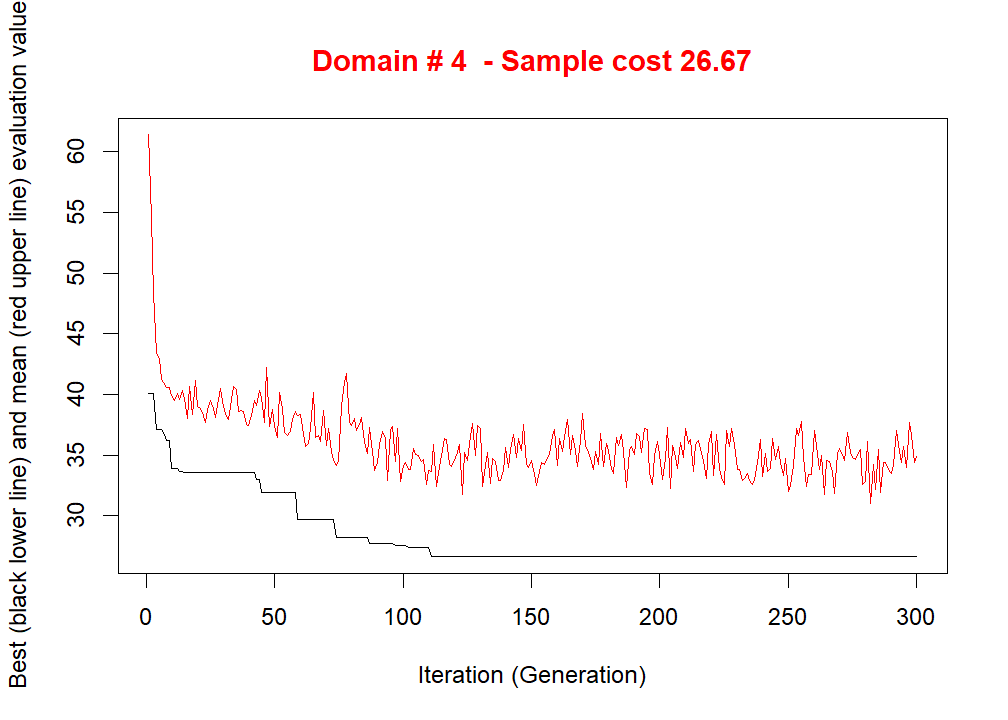 Domain # 4  - Sample cost 26.67
Best (black lower line) and mean (red upper line) evaluation value
60
55
50
45
40
35
30
0 50 100 150 200 250 300
Iteration (Generation)